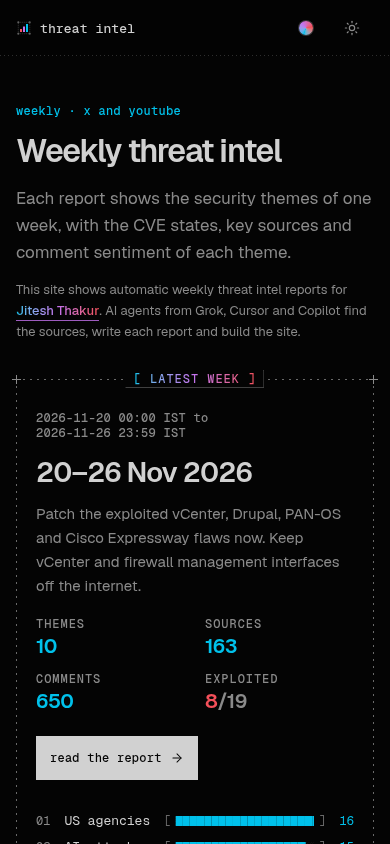 threat intel
weekly · x and youtube
Weekly threat intel
Each report shows the security themes of one
week, with the CVE states, key sources and
comment sentiment of each theme.
This site shows automatic weekly threat intel reports for
Jitesh Thakur. AI agents from Grok, Cursor and Copilot find
the sources, write each report and build the site.
[ LATEST WEEK ]
2026-11-20 00:00 IST to
2026-11-26 23:59 IST
20–26 Nov 2026
Patch the exploited vCenter, Drupal, PAN-OS
and Cisco Expressway flaws now. Keep
vCenter and firewall management interfaces
off the internet.
THEMES SOURCES
10 163
COMMENTS EXPLOITED
650 8/19
read the report →
01 US agencies [ ] 16